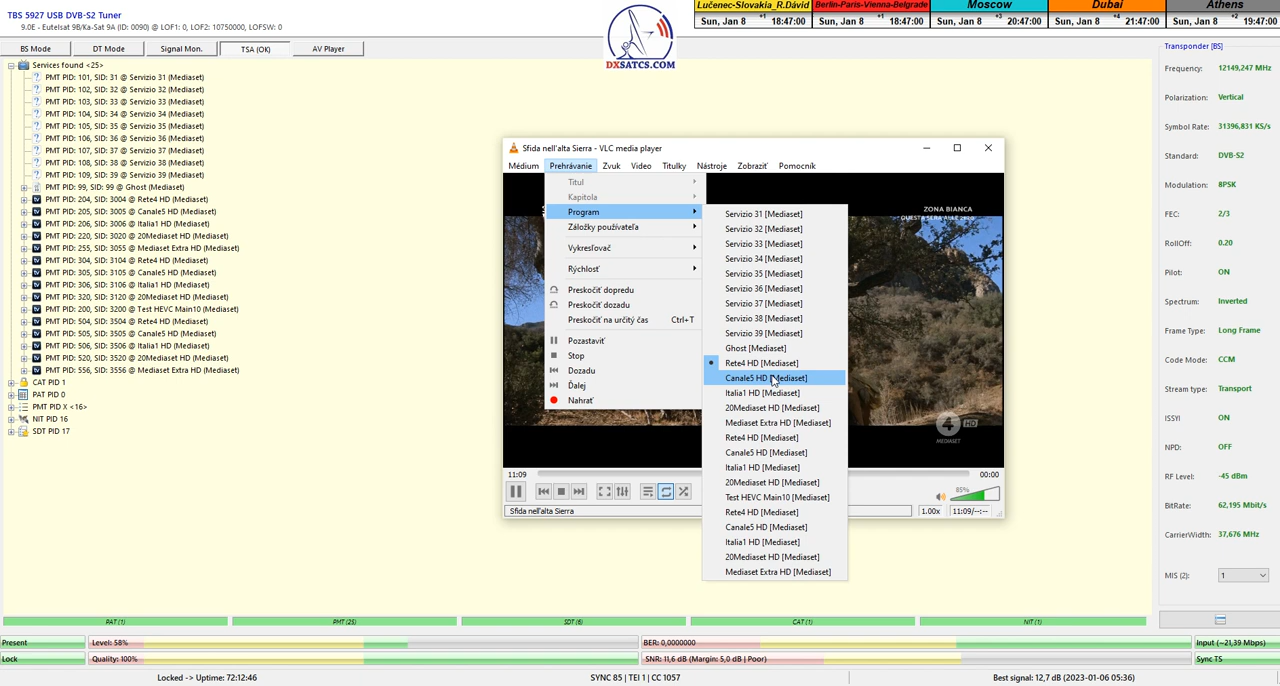 TBS 5927 USB DVB-S2 Tuner
9.0E - Eutelsat 9B/Ka-Sat 9A (ID: 0090) @ LOF1: 0, LOF2: 10750000, LOFSW: 0
DXSATCS.COM
Lučenec-Slovakia_R.Dávid
Sun, Jan 8 +1 18:47:00
Berlin-Paris-Vienna-Belgrade
Sun, Jan 8 +1 18:47:00
Moscow
Sun, Jan 8 +3 20:47:00
Dubai
Sun, Jan 8 +4 21:47:00
Athens
Sun, Jan 8 +2 19:47:00
BS Mode
DT Mode
Signal Mon.
TSA (OK)
AV Player
Services found <25>
PMT PID: 101, SID: 31 @ Servizio 31 (Mediaset)
PMT PID: 102, SID: 32 @ Servizio 32 (Mediaset)
PMT PID: 103, SID: 33 @ Servizio 33 (Mediaset)
PMT PID: 104, SID: 34 @ Servizio 34 (Mediaset)
PMT PID: 105, SID: 35 @ Servizio 35 (Mediaset)
PMT PID: 106, SID: 36 @ Servizio 36 (Mediaset)
PMT PID: 107, SID: 37 @ Servizio 37 (Mediaset)
PMT PID: 108, SID: 38 @ Servizio 38 (Mediaset)
PMT PID: 109, SID: 39 @ Servizio 39 (Mediaset)
PMT PID: 99, SID: 99 @ Ghost (Mediaset)
PMT PID: 204, SID: 3004 @ Rete4 HD (Mediaset)
PMT PID: 205, SID: 3005 @ Canale5 HD (Mediaset)
PMT PID: 206, SID: 3006 @ Italia1 HD (Mediaset)
PMT PID: 220, SID: 3020 @ 20Mediaset HD (Mediaset)
PMT PID: 255, SID: 3055 @ Mediaset Extra HD (Mediaset)
PMT PID: 304, SID: 3104 @ Rete4 HD (Mediaset)
PMT PID: 305, SID: 3105 @ Canale5 HD (Mediaset)
PMT PID: 306, SID: 3106 @ Italia1 HD (Mediaset)
PMT PID: 320, SID: 3120 @ 20Mediaset HD (Mediaset)
PMT PID: 200, SID: 3200 @ Test HEVC Main10 (Mediaset)
PMT PID: 504, SID: 3504 @ Rete4 HD (Mediaset)
PMT PID: 505, SID: 3505 @ Canale5 HD (Mediaset)
PMT PID: 506, SID: 3506 @ Italia1 HD (Mediaset)
PMT PID: 520, SID: 3520 @ 20Mediaset HD (Mediaset)
PMT PID: 556, SID: 3556 @ Mediaset Extra HD (Mediaset)
CAT PID 1
PAT PID 0
PMT PID X <16>
NIT PID 16
SDT PID 17
Sfida nell'alta Sierra - VLC media player
Médium Prehrávanie Zvuk Video Titulky Nástroje Zobraziť Pomocník
Titul
Kapitola
Program
Záložky používateľa
Vykresľovač
Rýchlosť
Preskočiť dopredu
Preskočiť dozadu
Preskočiť na určitý čas Ctrl+T
Pozastaviť
Stop
Dozadu
Ďalej
Nahrať
Servizio 31 [Mediaset]
Servizio 32 [Mediaset]
Servizio 33 [Mediaset]
Servizio 34 [Mediaset]
Servizio 35 [Mediaset]
Servizio 36 [Mediaset]
Servizio 37 [Mediaset]
Servizio 38 [Mediaset]
Servizio 39 [Mediaset]
Ghost [Mediaset]
Rete4 HD [Mediaset]
Canale5 HD [Mediaset]
Italia1 HD [Mediaset]
20Mediaset HD [Mediaset]
Mediaset Extra HD [Mediaset]
Rete4 HD [Mediaset]
Canale5 HD [Mediaset]
Italia1 HD [Mediaset]
20Mediaset HD [Mediaset]
Test HEVC Main10 [Mediaset]
Rete4 HD [Mediaset]
Canale5 HD [Mediaset]
Italia1 HD [Mediaset]
20Mediaset HD [Mediaset]
Mediaset Extra HD [Mediaset]
ZONA BIANCA
QUESTA SERA ALLE
4 HD
MEDIASET
11:09
00:00
85%
Sfida nell'alta Sierra
1.00x
11:09/--:--
Transponder [BS]
Frequency: 12149,247 MHz
Polarization: Vertical
Symbol Rate: 31396,831 KS/s
Standard: DVB-S2
Modulation: 8PSK
FEC: 2/3
RollOff: 0.20
Pilot: ON
Spectrum: Inverted
Frame Type: Long Frame
Code Mode: CCM
Stream type: Transport
ISSYI ON
NPD: OFF
RF Level: -45 dBm
BitRate: 62,195 Mbit/s
CarrierWidth: 37,676 MHz
MIS (2): 1
PAT (1)
PMT (25)
SDT (6)
CAT (1)
NIT (1)
Present
Level: 58%
BER: 0,0000000
Input (~21,39 Mbps)
Lock
Quality: 100%
SNR: 11,6 dB (Margin: 5,0 dB | Poor)
Sync TS
Locked -> Uptime: 72:12:46
SYNC 85 | TEI 1 | CC 1057
Best signal: 12,7 dB (2023-01-06 05:36)